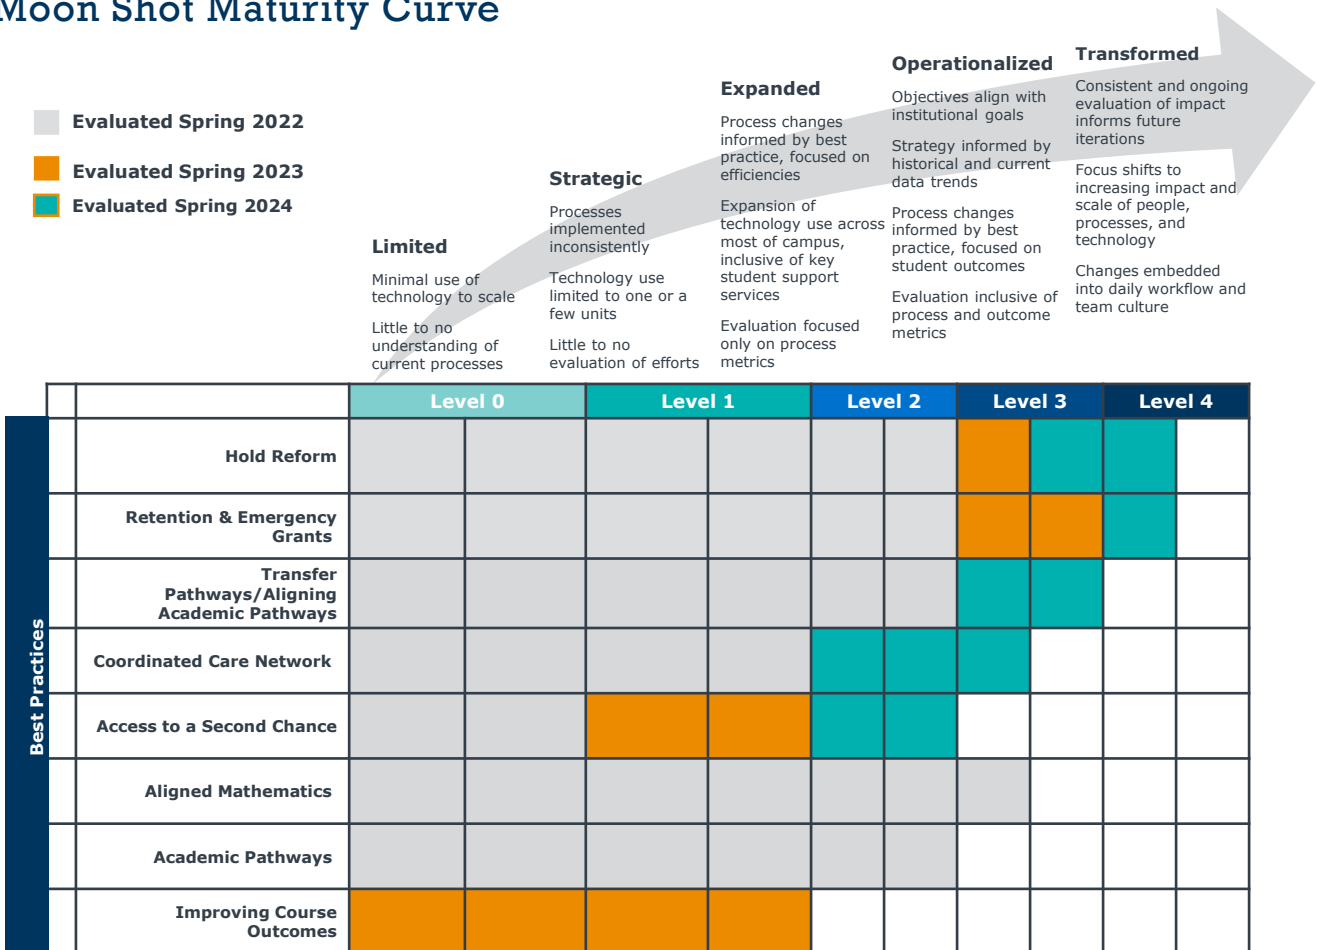 Moon Shot Maturity Curve
Evaluated Spring 2022
Evaluated Spring 2023
Evaluated Spring 2024
Limited
Minimal use of
technology to scale
Little to no
understanding of
current processes
Strategic
Processes
implemented
inconsistently
Technology use
limited to one or a
few units
Little to no
evaluation of efforts
Expanded
Process changes
informed by best
practice, focused on
efficiencies
Expansion of
technology use across
most of campus,
inclusive of key
student support
services
Evaluation focused
only on process
metrics
Operationalized
Objectives align with
institutional goals
Strategy informed by
historical and current
data trends
Process changes
informed by best
practice, focused on
student outcomes
Evaluation inclusive of
process and outcome
metrics
Transformed
Consistent and ongoing
evaluation of impact
informs future
iterations
Focus shifts to
increasing impact and
scale of people,
processes, and
technology
Changes embedded
into daily workflow and
team culture
Level 0
Level 1
Level 2
Level 3
Level 4
Best Practices
Hold Reform
Retention & Emergency
Grants
Transfer
Pathways/Aligning
Academic Pathways
Coordinated Care Network
Access to a Second Chance
Aligned Mathematics
Academic Pathways
Improving Course
Outcomes